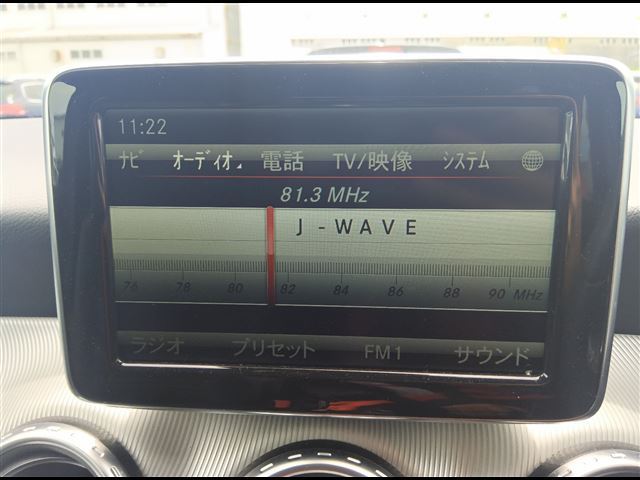 11:22
ナビ オーディオ 電話 TV/映像 システム
81.3 MHz
J-WAVE
76 78 80 82 84 86 88 90 MHz
ラジオ プリセット FM1 サウンド